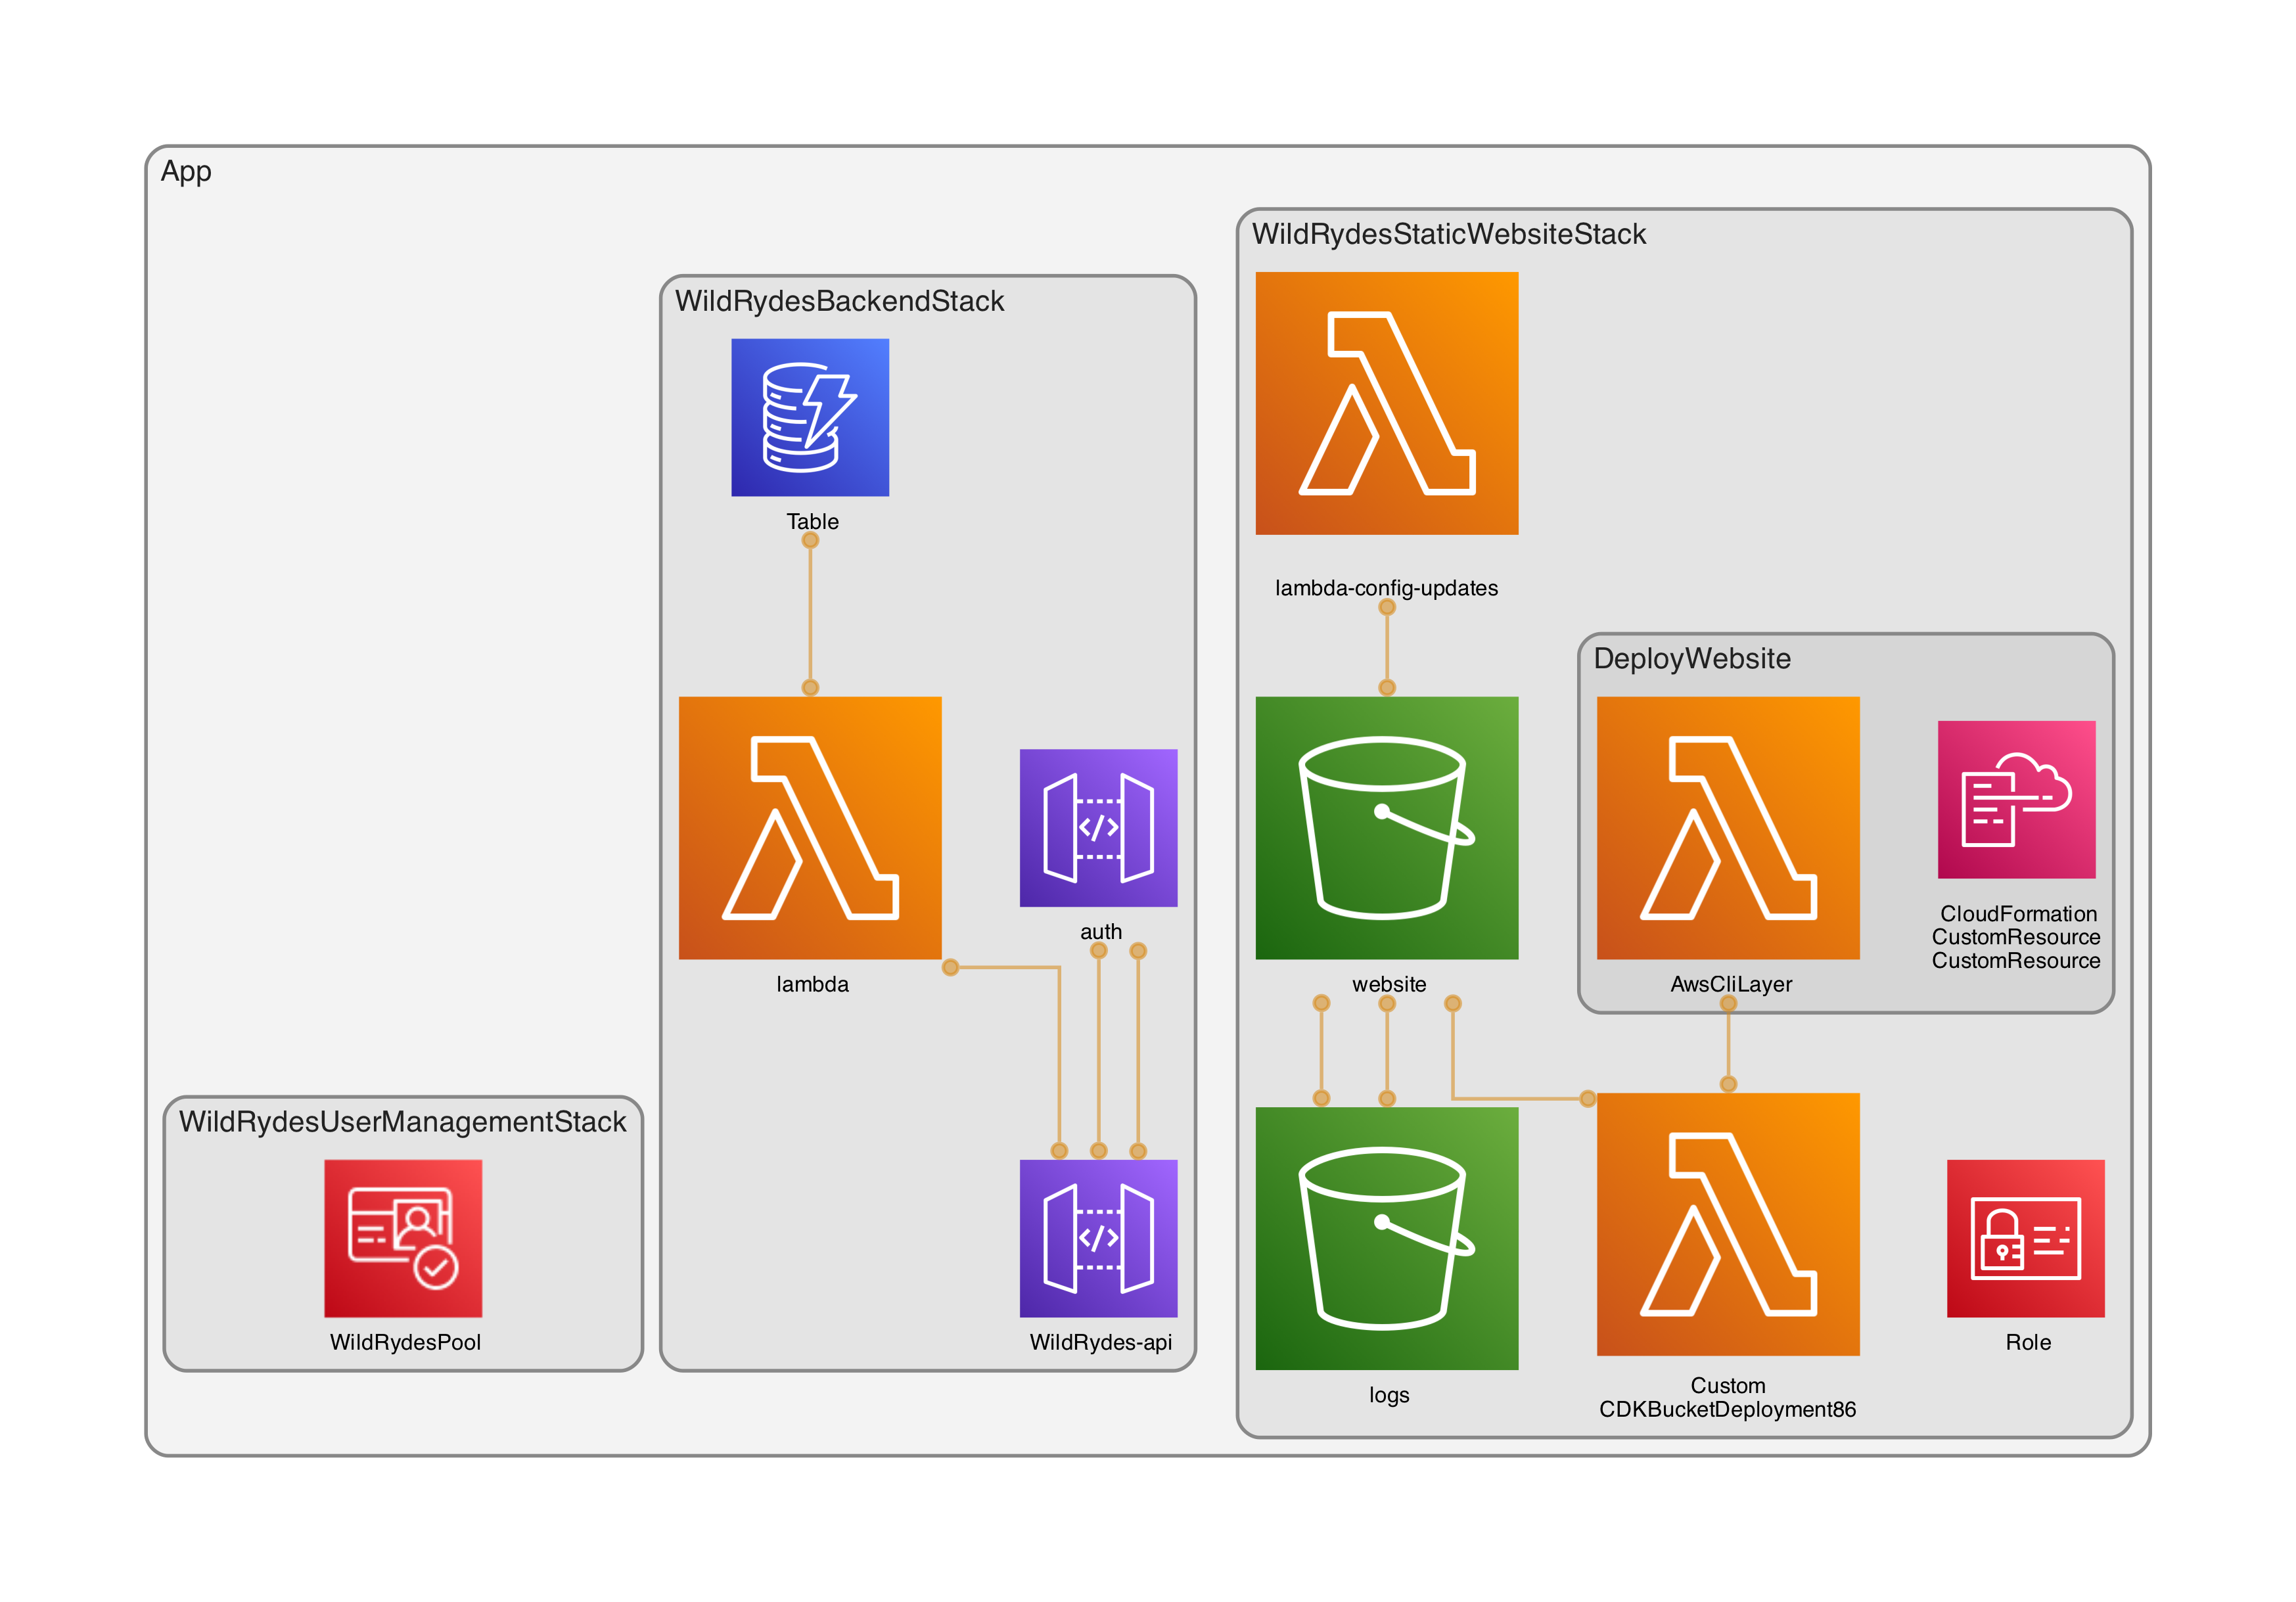 App
WildRydesStaticWebsiteStack
WildRydesBackendStack
Table
lambda-config-updates
DeployWebsite
auth
lambda
website
AwsCliLayer
CloudFormation
CustomResource
CustomResource
WildRydesUserManagementStack
WildRydesPool
WildRydes-api
logs
Custom
CDKBucketDeployment86
Role